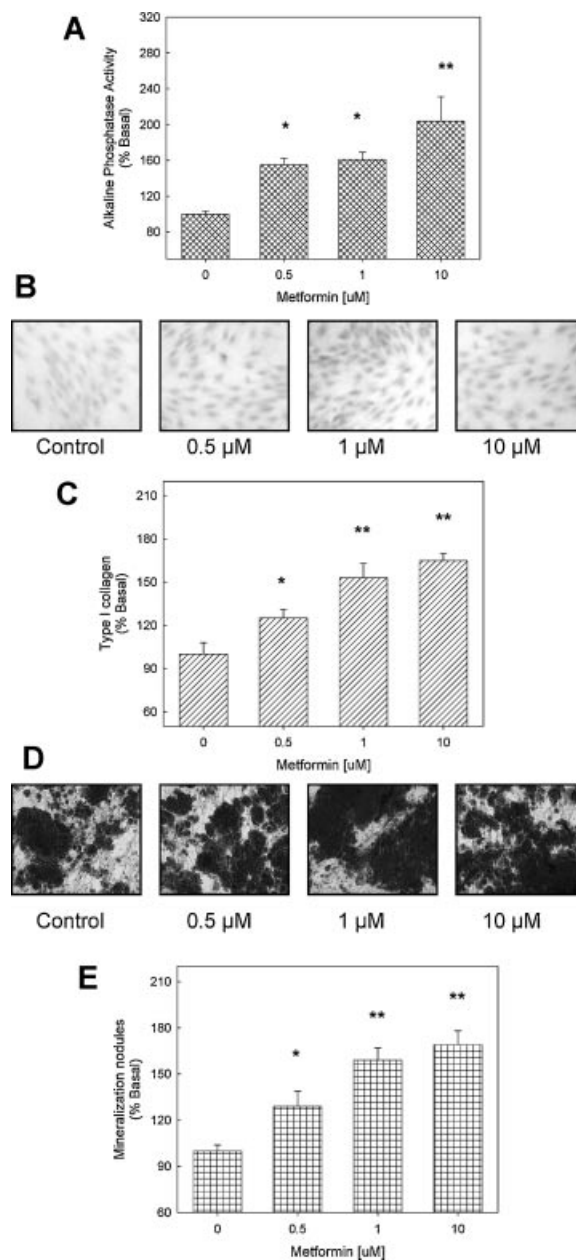 A
Alkaline Phosphatase Activity
(% Basal)
320
280
240
200
160
120
80
*
*
**
0
0.5
1
10
Metformin [uM]
B
Control
0.5 µM
1 µM
10 µM
C
Type I collagen
(% Basal)
210
180
150
120
90
60
*
**
**
0
0.5
1
10
Metformin [uM]
D
Control
0.5 µM
1 µM
10 µM
E
Mineralization nodules
(% Basal)
210
180
150
120
90
60
*
**
**
0
0.5
1
10
Metformin [uM]